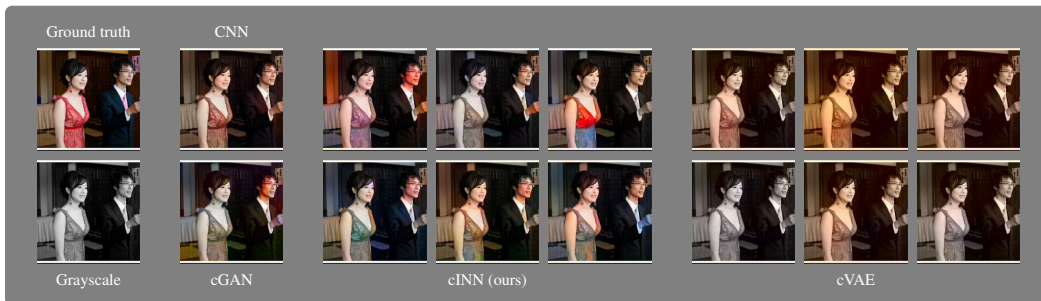 Ground truth
CNN
Grayscale
cGAN
cINN (ours)
cVAE